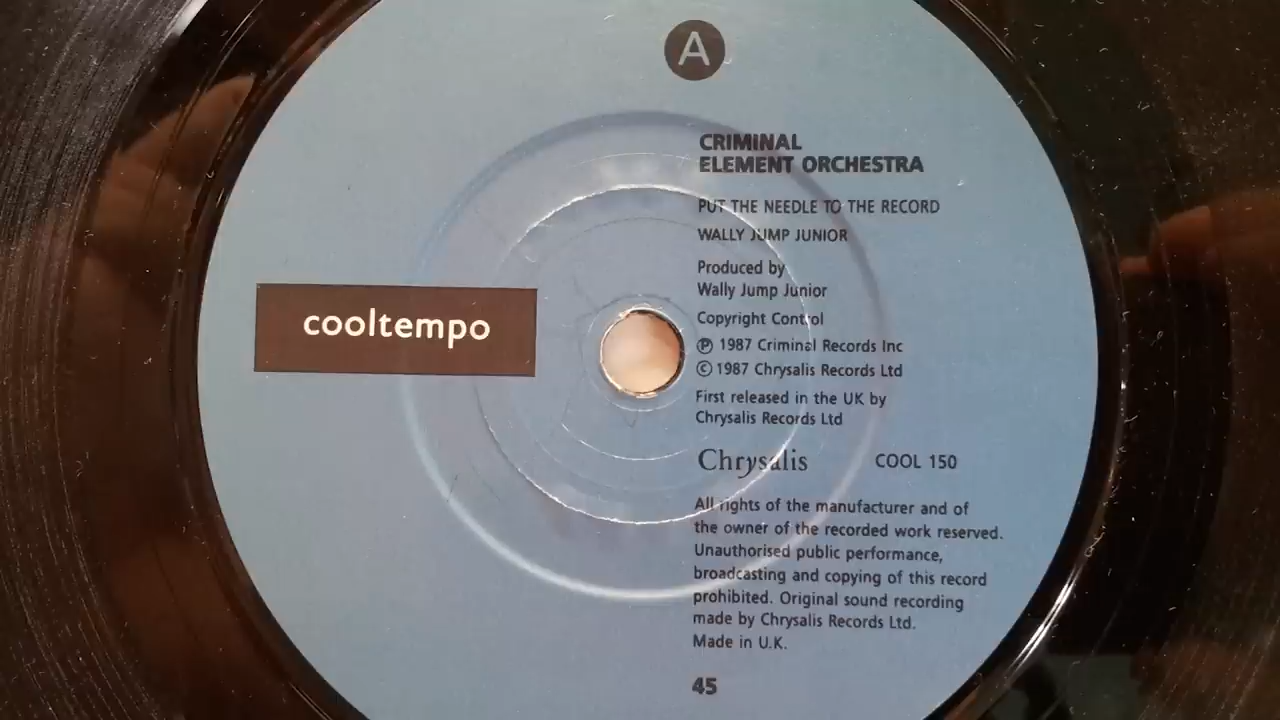 A
CRIMINAL
ELEMENT ORCHESTRA
PUT THE NEEDLE TO THE RECORD
WALLY JUMP JUNIOR
Produced by
Wally Jump Junior
Copyright Control
℗ 1987 Criminal Records Inc
© 1987 Chrysalis Records Ltd
First released in the UK by
Chrysalis Records Ltd
cooltempo
Chrysalis COOL 150
All rights of the manufacturer and of
the owner of the recorded work reserved.
Unauthorised public performance,
broadcasting and copying of this record
prohibited. Original sound recording
made by Chrysalis Records Ltd.
Made in U.K.
45